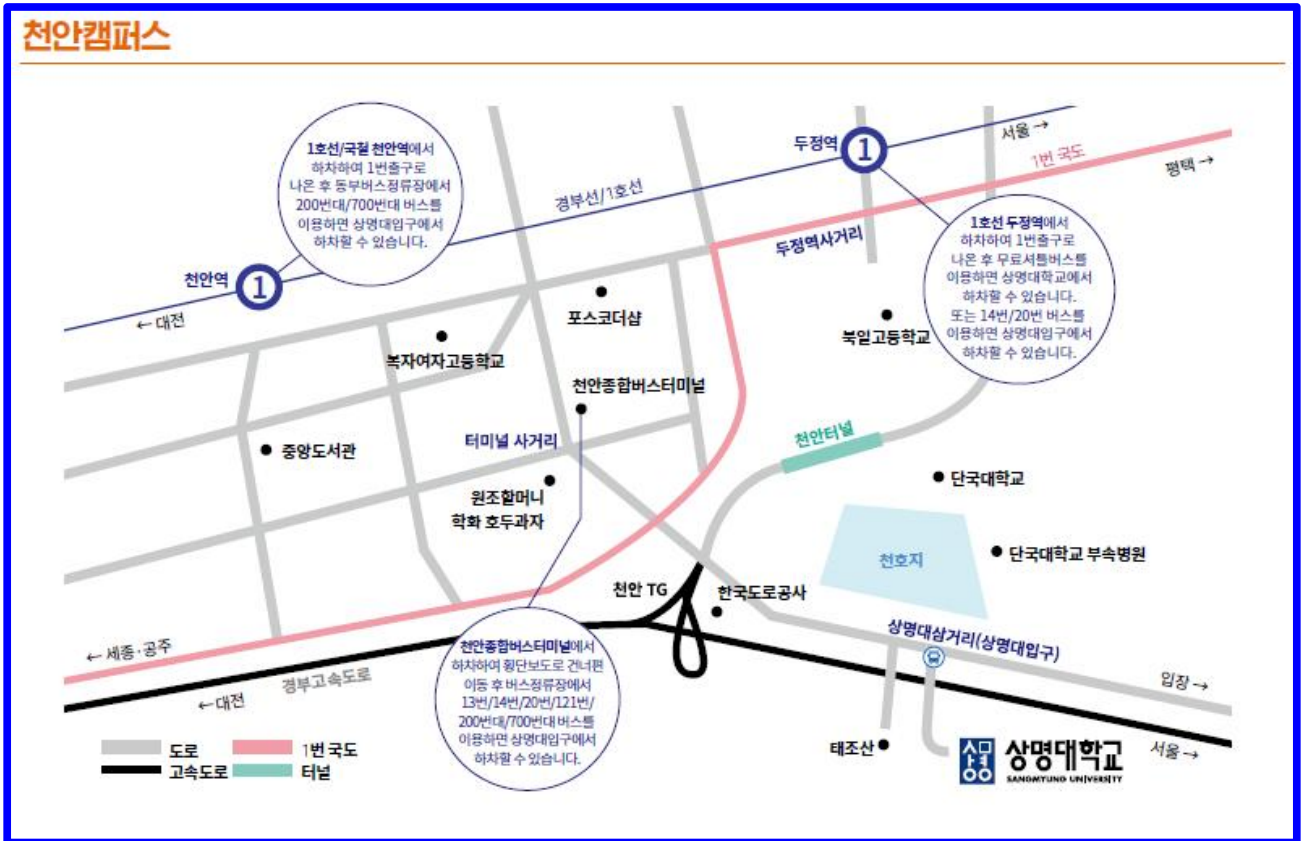 천안캠퍼스
1호선/국철 천안역에서
하차하여 1번출구로
나온 후 동부버스정류장에서
200번대/700번대 버스를
이용하면 상명대입구에서
하차할 수 있습니다.
두정역
1
서울 →
1번 국도
평택 →
경부선/1호선
1호선 두정역에서
하차하여 1번출구로
나온 후 무료셔틀버스를
이용하면 상명대학교에서
하차할 수 있습니다.
또는 14번/20번 버스를
이용하면 상명대입구에서
하차할 수 있습니다.
두정역사거리
천안역
1
← 대전
포스코더샵
북일고등학교
복자여자고등학교
천안종합버스터미널
천안터널
터미널 사거리
중앙도서관
단국대학교
원조할머니
학화 호두과자
단국대학교 부속병원
천호지
천안 TG
한국도로공사
상명대삼거리(상명대입구)
← 세종·공주
천안종합버스터미널에서
하차하여 횡단보도로 건너편
이동 후 버스정류장에서
13번/14번/20번/121번/
200번대/700번대 버스를
이용하면 상명대입구에서
하차할 수 있습니다.
←대전
경부고속도로
입장 →
도로
1번 국도
고속도로
터널
태조산
상명
상명대학교
SANGMYUNG UNIVERSITY
서울 →